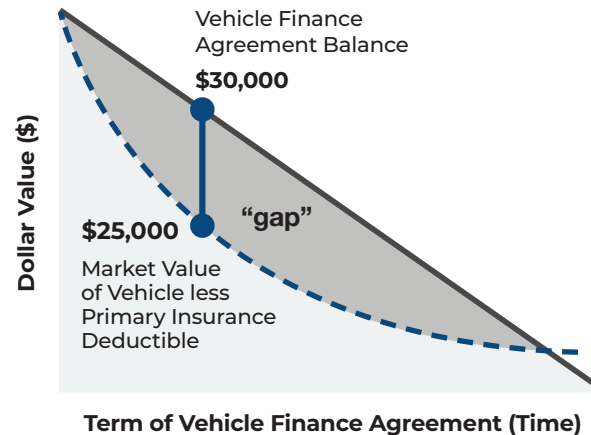 Vehicle Finance
Agreement Balance
$30,000
Dollar Value ($)
“gap”
$25,000
Market Value
of Vehicle less
Primary Insurance
Deductible
Term of Vehicle Finance Agreement (Time)